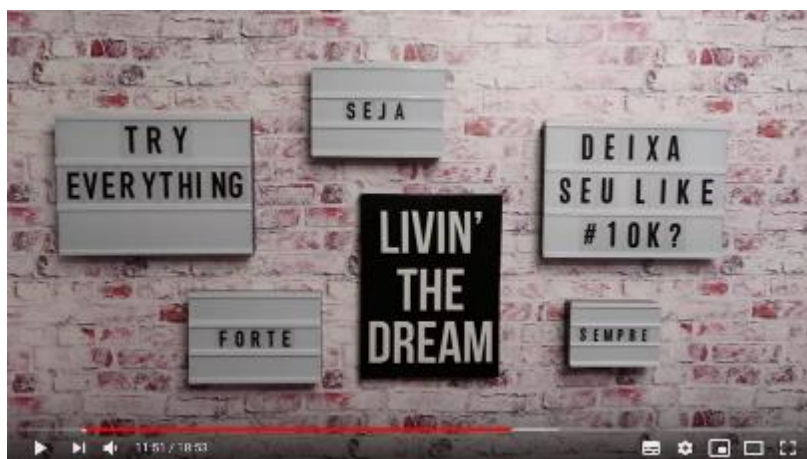 TRY
EVERYTHING
SEJA
DEIXA
SEU LIKE
#10K?
LIVIN'
THE
DREAM
FORTE
SEMPRE
11:51 / 18:53